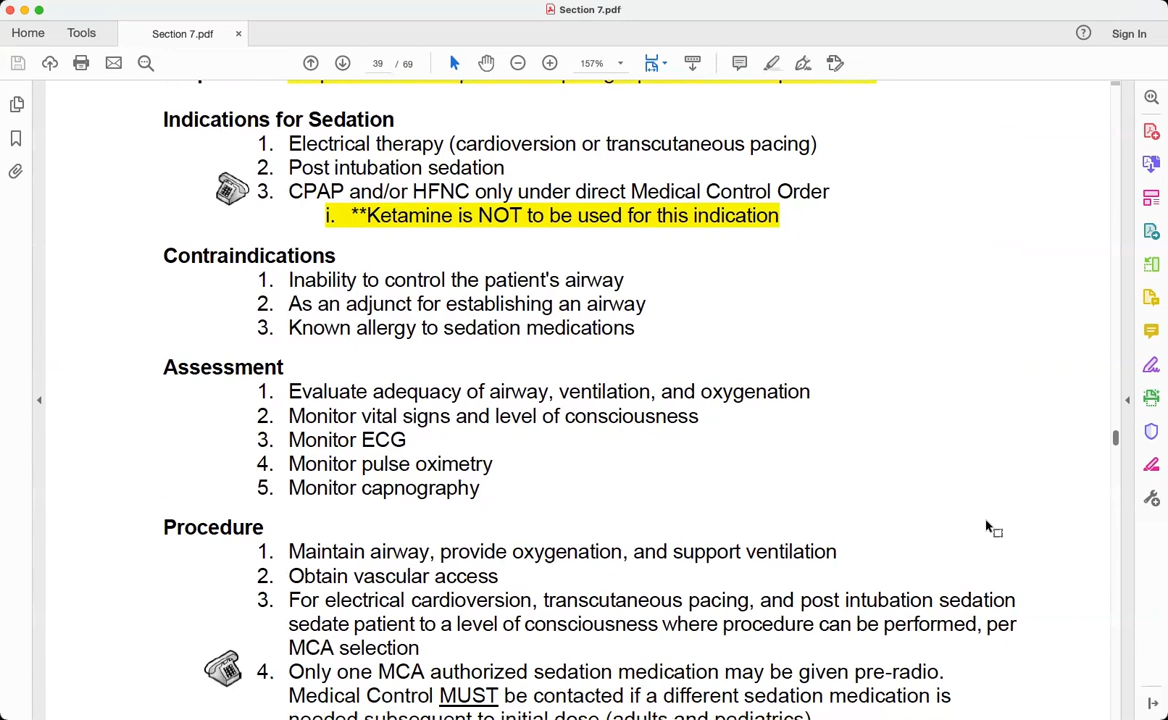 Section 7.pdf
Home
Tools
Section 7.pdf
Sign In
39 / 69
157%
Indications for Sedation
1. Electrical therapy (cardioversion or transcutaneous pacing)
2. Post intubation sedation
3. CPAP and/or HFNC only under direct Medical Control Order
i. **Ketamine is NOT to be used for this indication
Contraindications
1. Inability to control the patient's airway
2. As an adjunct for establishing an airway
3. Known allergy to sedation medications
Assessment
1. Evaluate adequacy of airway, ventilation, and oxygenation
2. Monitor vital signs and level of consciousness
3. Monitor ECG
4. Monitor pulse oximetry
5. Monitor capnography
Procedure
1. Maintain airway, provide oxygenation, and support ventilation
2. Obtain vascular access
3. For electrical cardioversion, transcutaneous pacing, and post intubation sedation
sedate patient to a level of consciousness where procedure can be performed, per
MCA selection
4. Only one MCA authorized sedation medication may be given pre-radio.
Medical Control MUST be contacted if a different sedation medication is
needed subsequent to initial dose (adults and pediatrics)